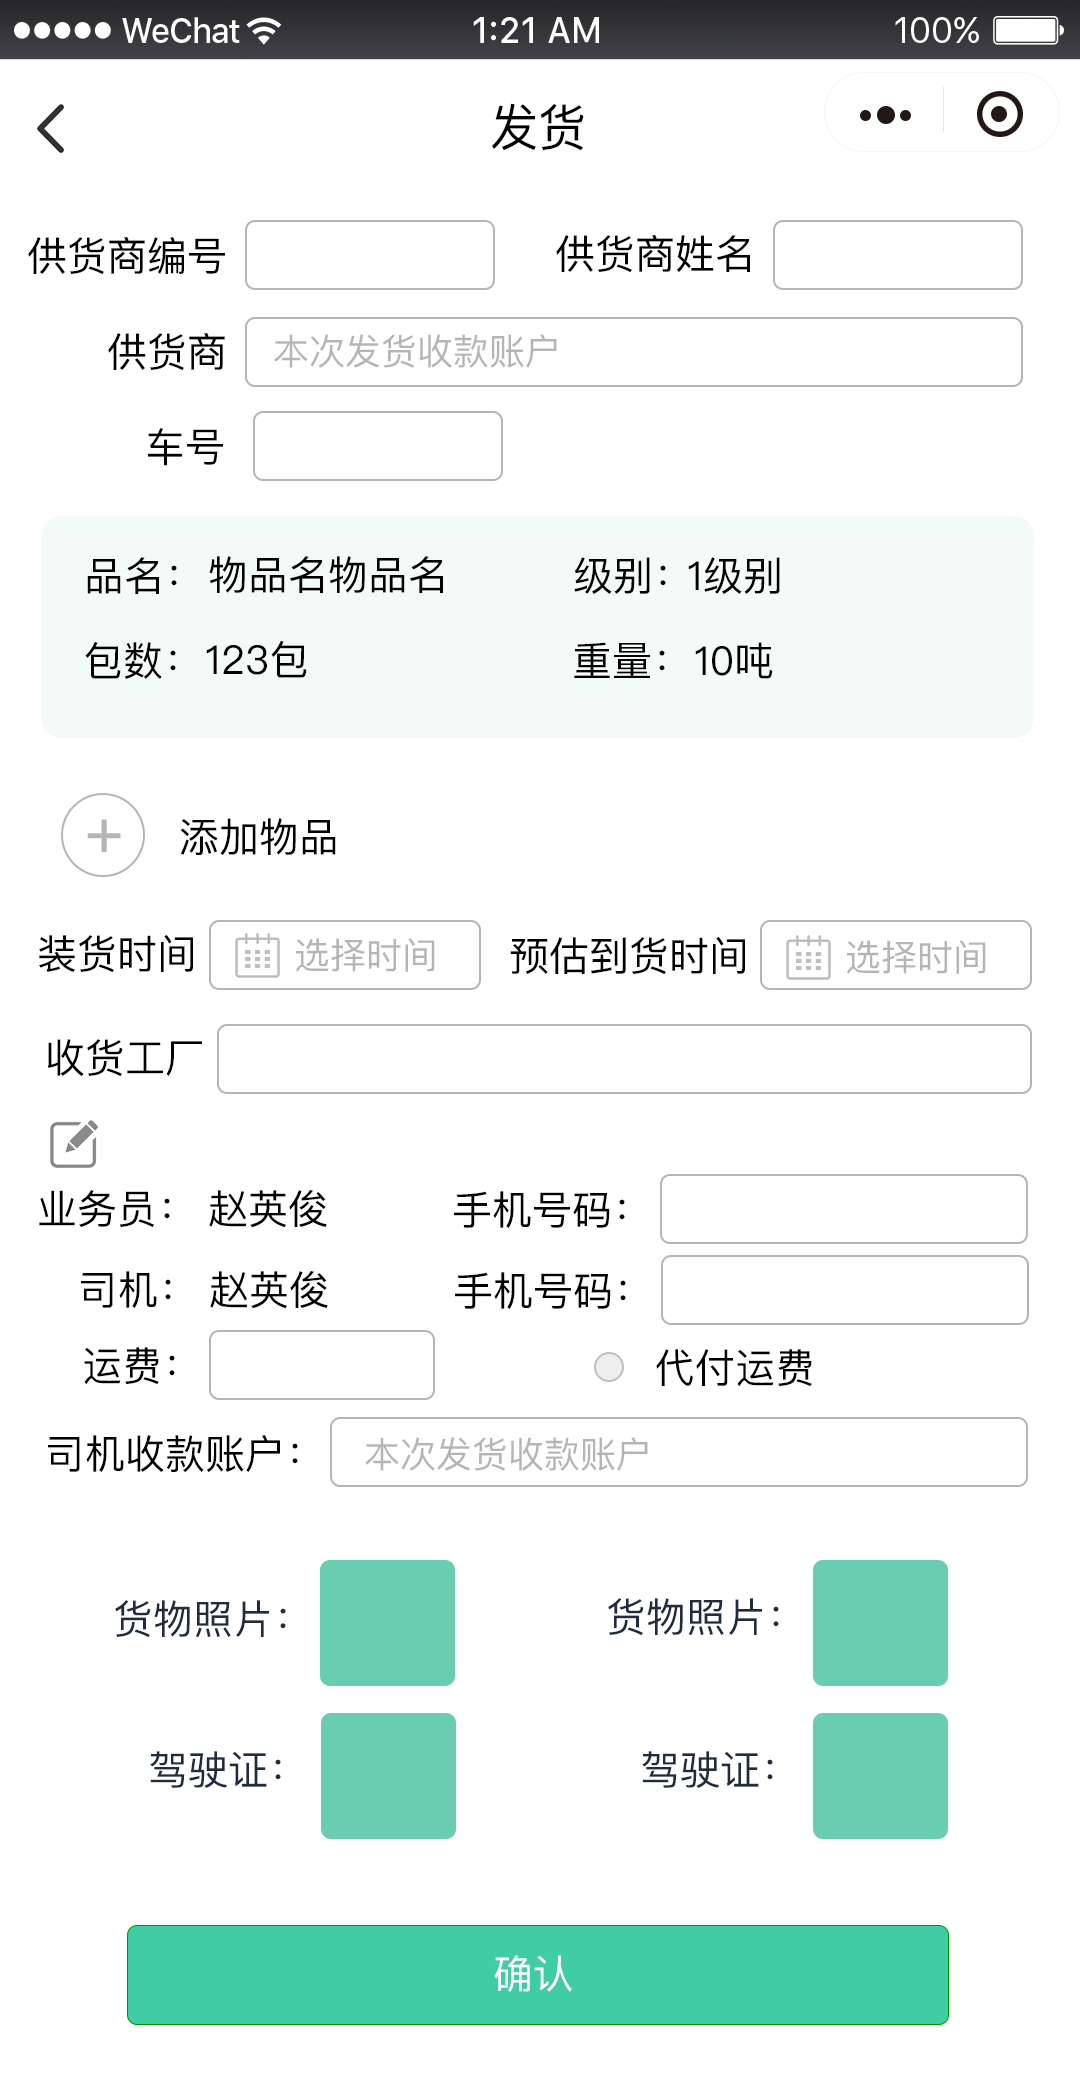 WeChat 1:21 AM 100%
发货
供货商编号 供货商姓名
供货商 本次发货收款账户
车号
品名： 物品名物品名 级别：1级别
包数： 123包 重量： 10吨
添加物品
装货时间 选择时间 预估到货时间 选择时间
收货工厂
业务员： 赵英俊 手机号码：
司机： 赵英俊 手机号码：
运费： 代付运费
司机收款账户： 本次发货收款账户
货物照片： 货物照片：
驾驶证： 驾驶证：
确认